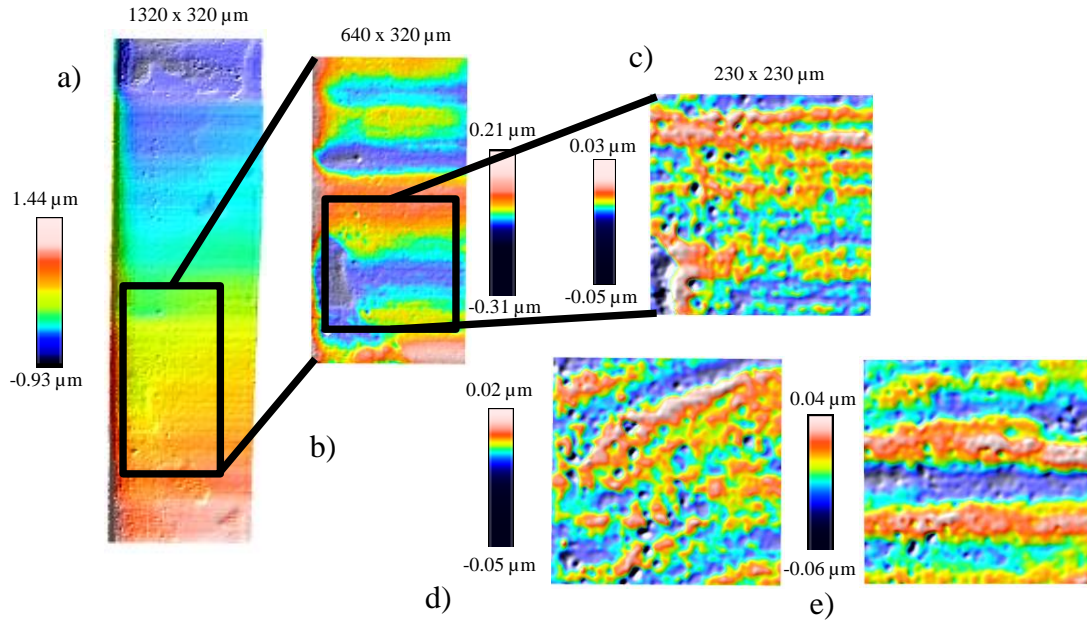 1320 x 320 µm
a)
1.44 µm
-0.93 µm
640 x 320 µm
b)
0.21 µm
-0.31 µm
c)
230 x 230 µm
0.03 µm
-0.05 µm
0.02 µm
-0.05 µm
d)
0.04 µm
-0.06 µm
e)